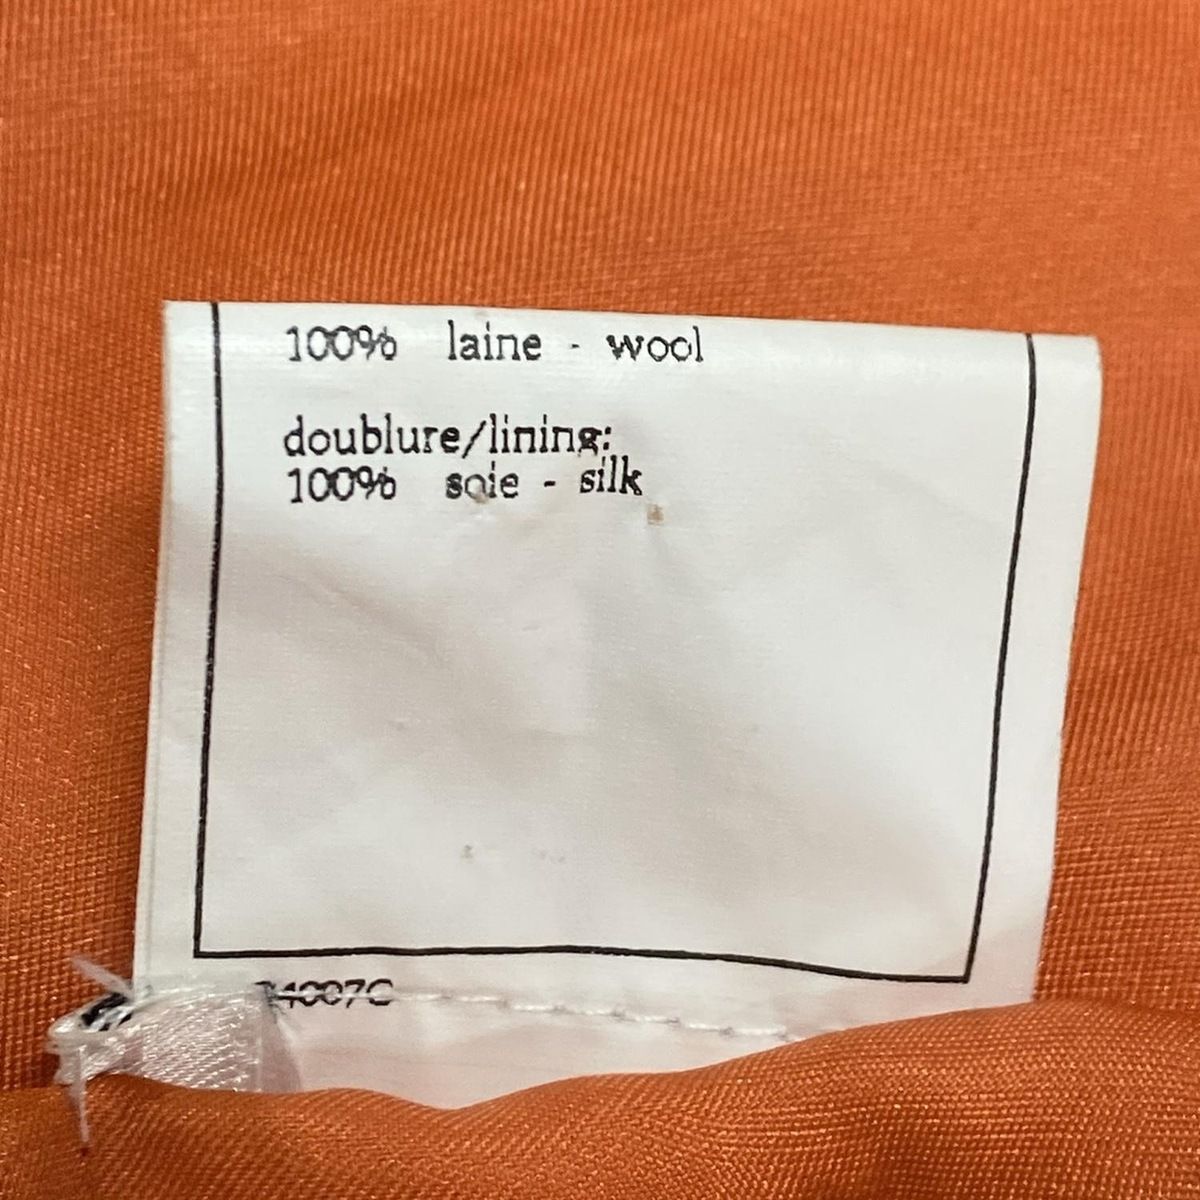 100% laine - wool
doublure/lining:
100% soie - silk